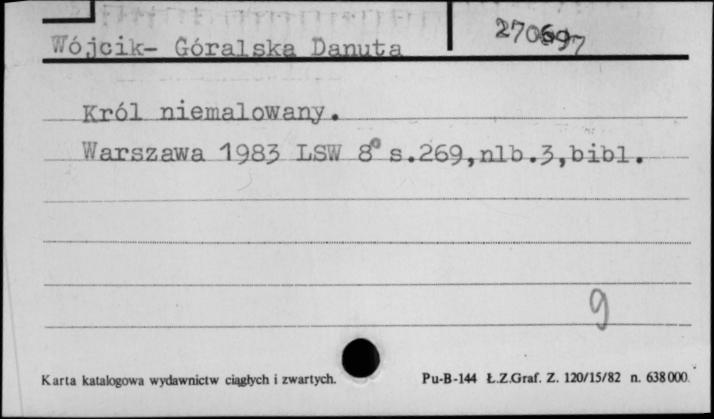 270697
Wójcik- Góralska Danuta
Król niemalowany.
Warszawa 1983 LSW 8° s.269,nlb.3,bibl.
9
Karta katalogowa wydawnictw ciągłych i zwartych. Pu-B-144 Ł.Z.Graf. Z. 120/15/82 n. 638000.